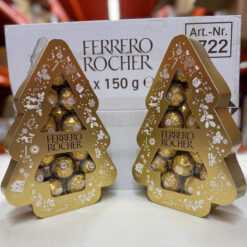 FERRERO
ROCHER
x 150 g e
Art.-Nr.
722
FERRERO
ROCHER
FERRERO
ROCHER